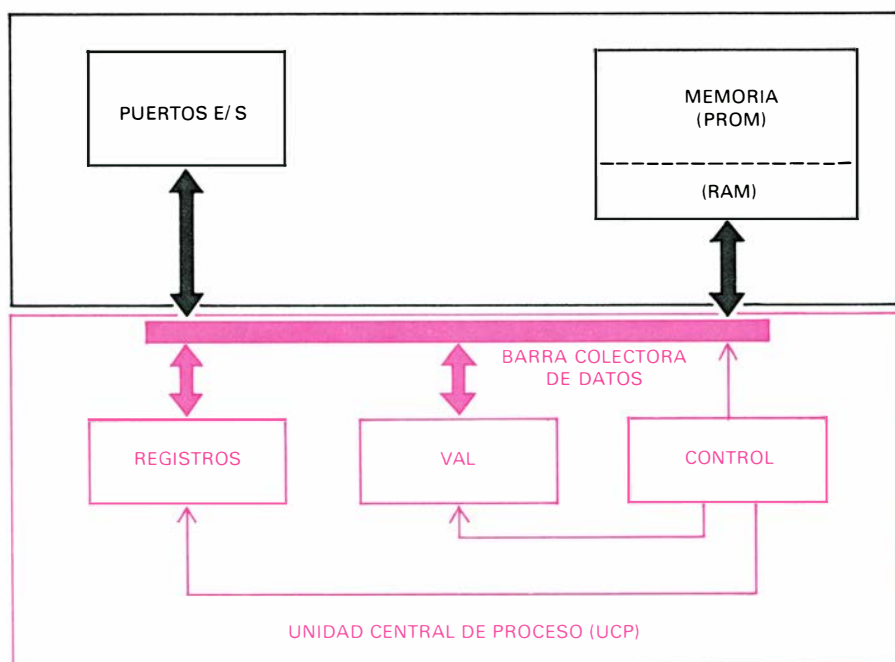 PUERTOS E/ S
MEMORIA
(PROM)
(RAM)
BARRA COLECTORA
DE DATOS
REGISTROS
VAL
CONTROL
UNIDAD CENTRAL DE PROCESO (UCP)